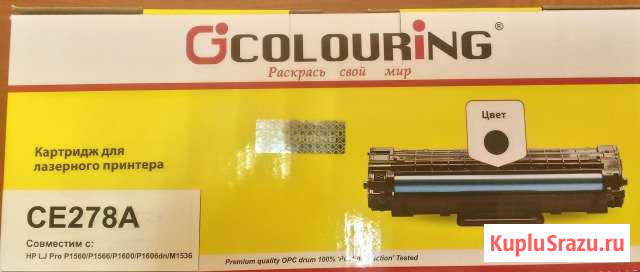 COLOURiNG®
Раскрась свой мир
Цвет
Картридж для
лазерного принтера
CE278A
Совместим с:
HP LJ Pro P1560/P1566/P1600/P1606dn/M1536
Premium quality OPC drum 100% Tested
KupluSrazu.ru